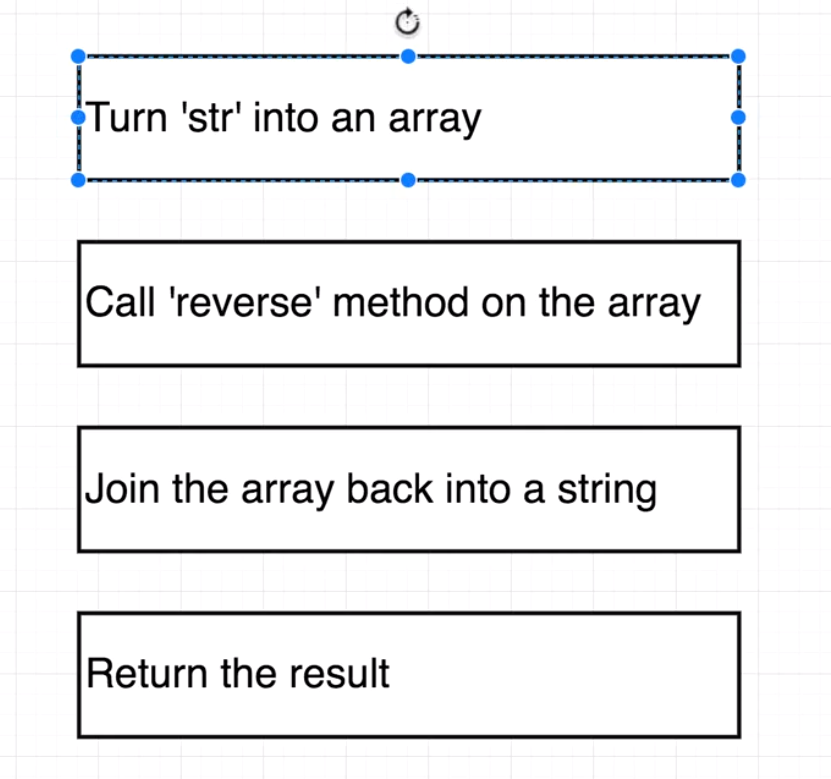 Turn 'str' into an array
Call 'reverse' method on the array
Join the array back into a string
Return the result